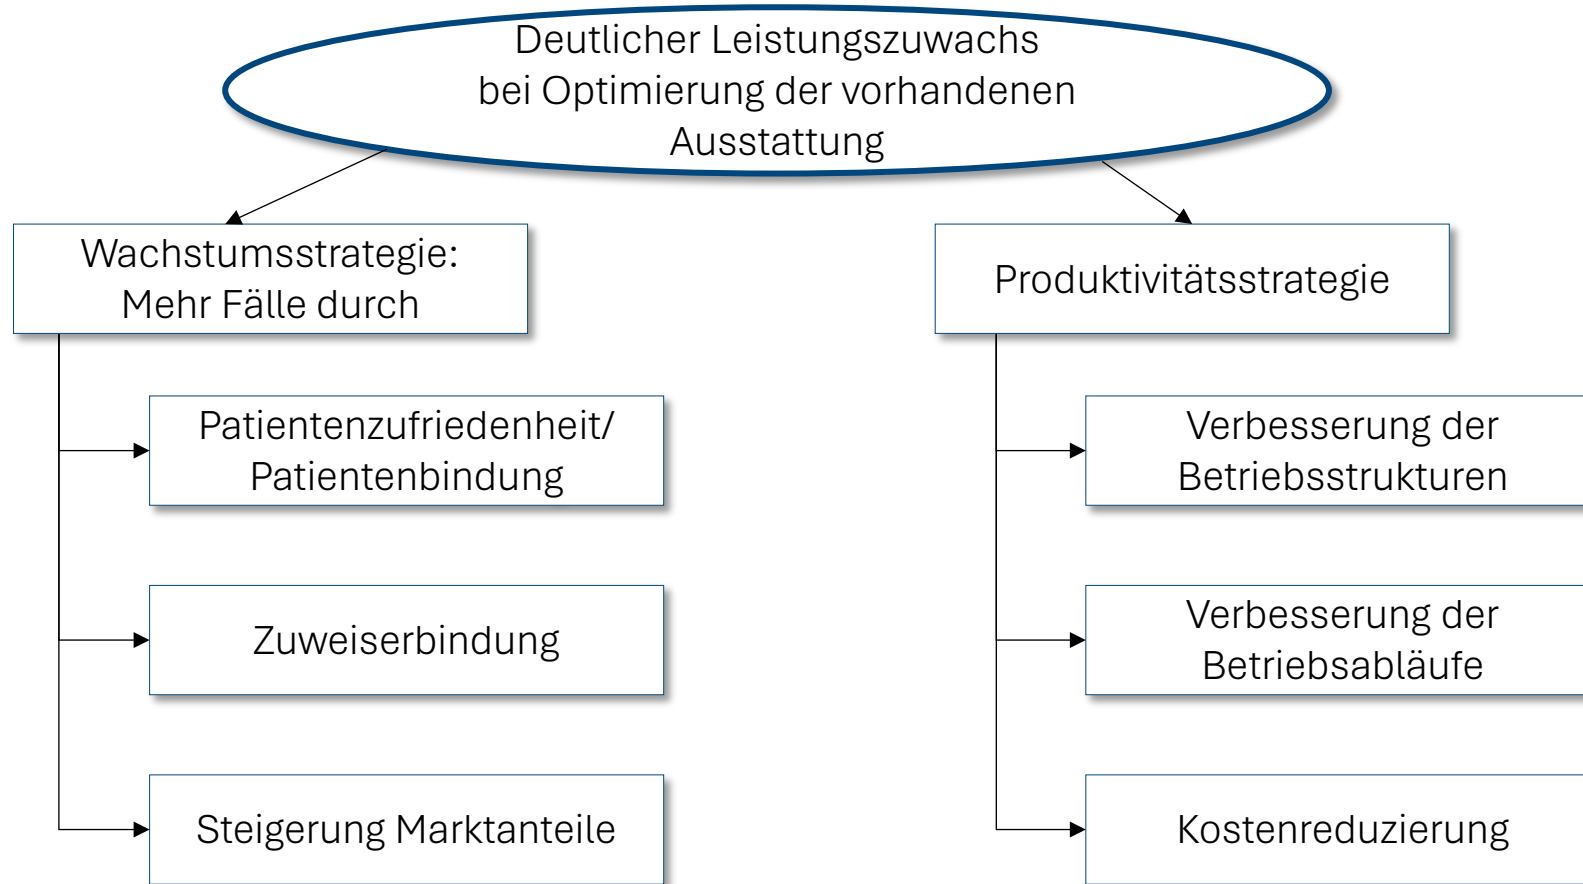 Deutlicher Leistungszuwachs
bei Optimierung der vorhandenen
Ausstattung
Wachstumsstrategie:
Mehr Fälle durch
Patientenzufriedenheit/
Patientenbindung
Zuweiserbindung
Steigerung Marktanteile
Produktivitätsstrategie
Verbesserung der
Betriebsstrukturen
Verbesserung der
Betriebsabläufe
Kostenreduzierung